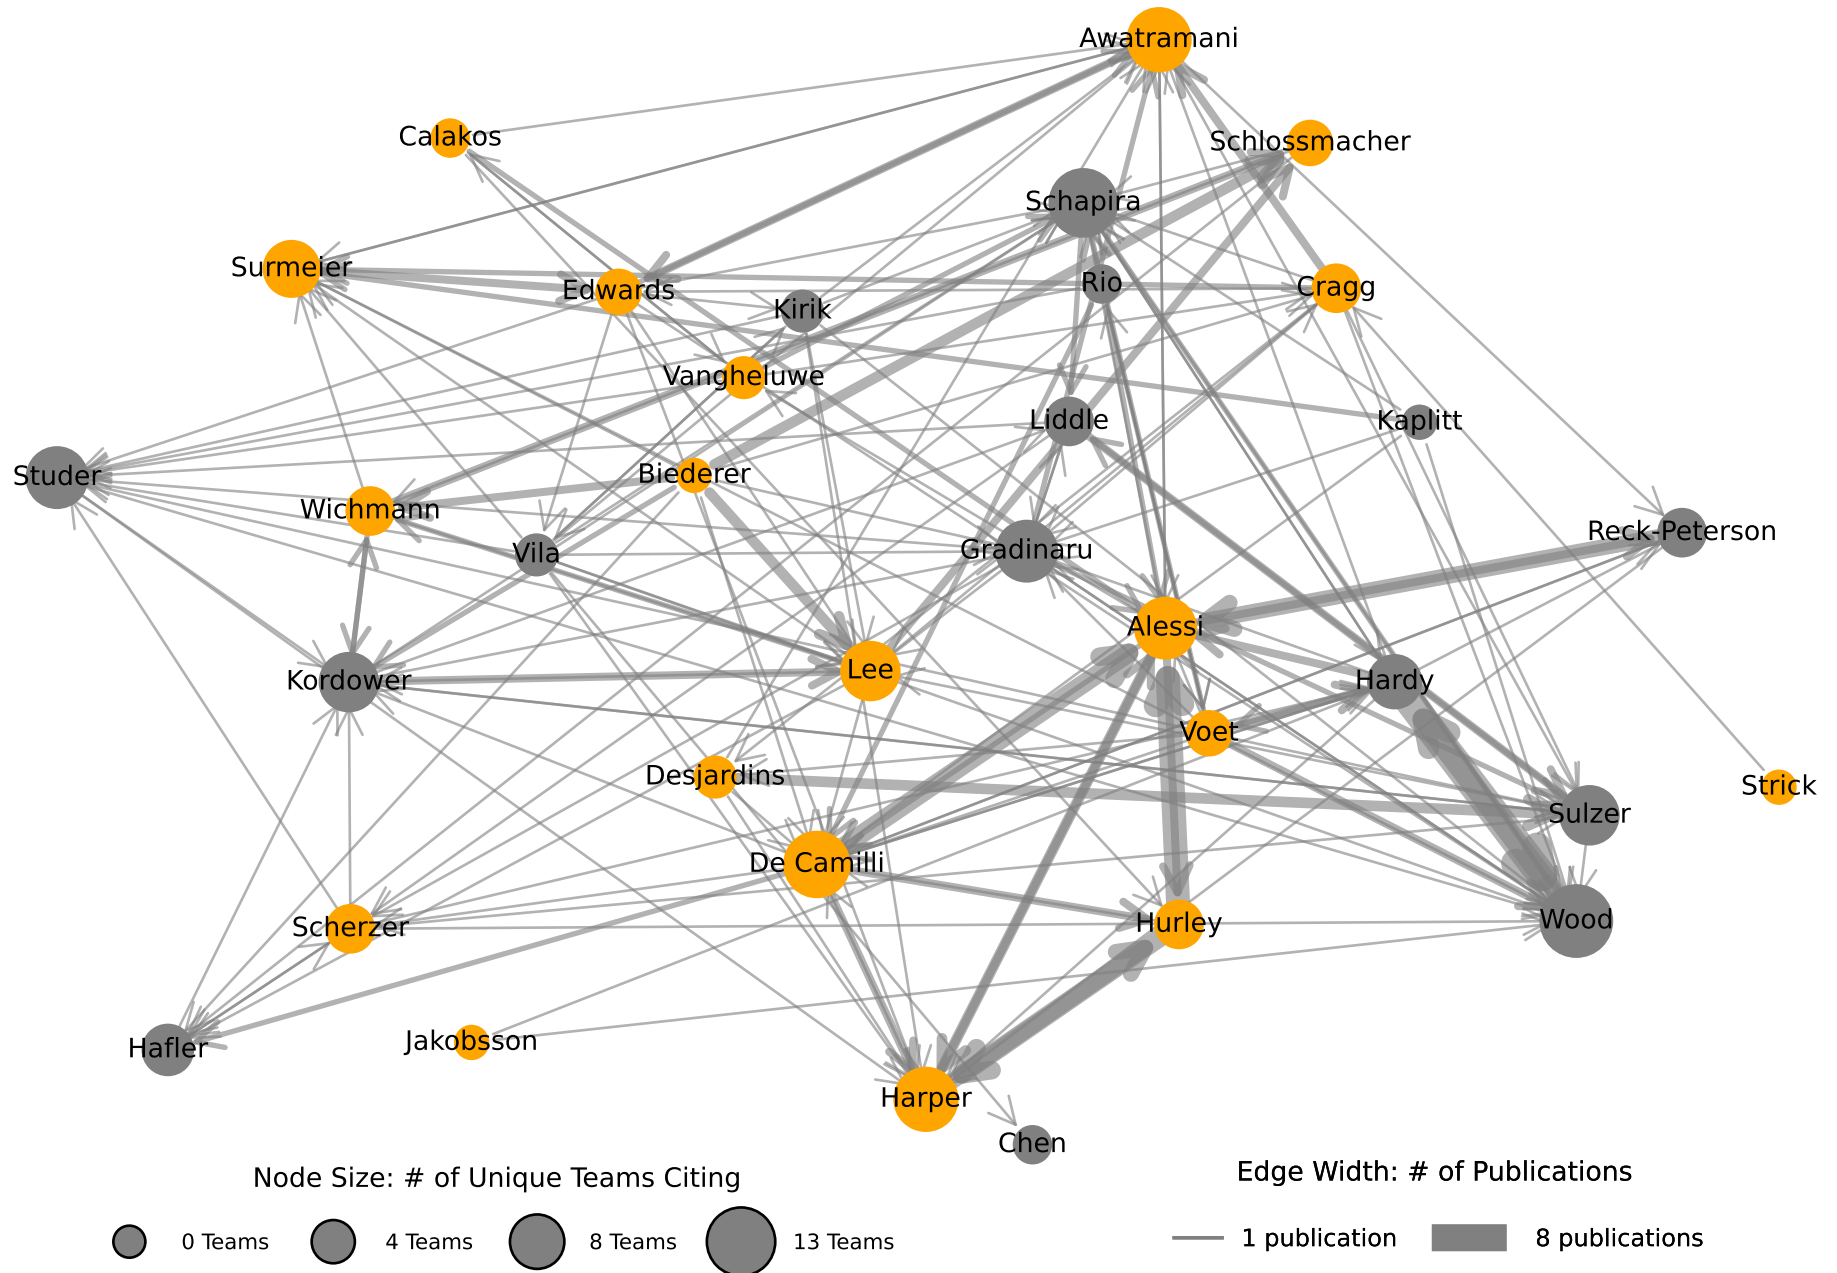 Awatramani
Calakos
Schlossmacher
Schapira
Surmeier
Edwards
Rio
Cragg
Kirik
Vangheluwe
Liddle
Kaplitt
Studer
Biederer
Wichmann
Vila
Gradinaru
Reck-Peterson
Alessi
Kordower
Lee
Hardy
Voet
Desjardins
Strick
Sulzer
De Camilli
Scherzer
Hurley
Wood
Hafler
Jakobsson
Harper
Chen
Node Size: # of Unique Teams Citing
0 Teams
4 Teams
8 Teams
13 Teams
Edge Width: # of Publications
1 publication
8 publications